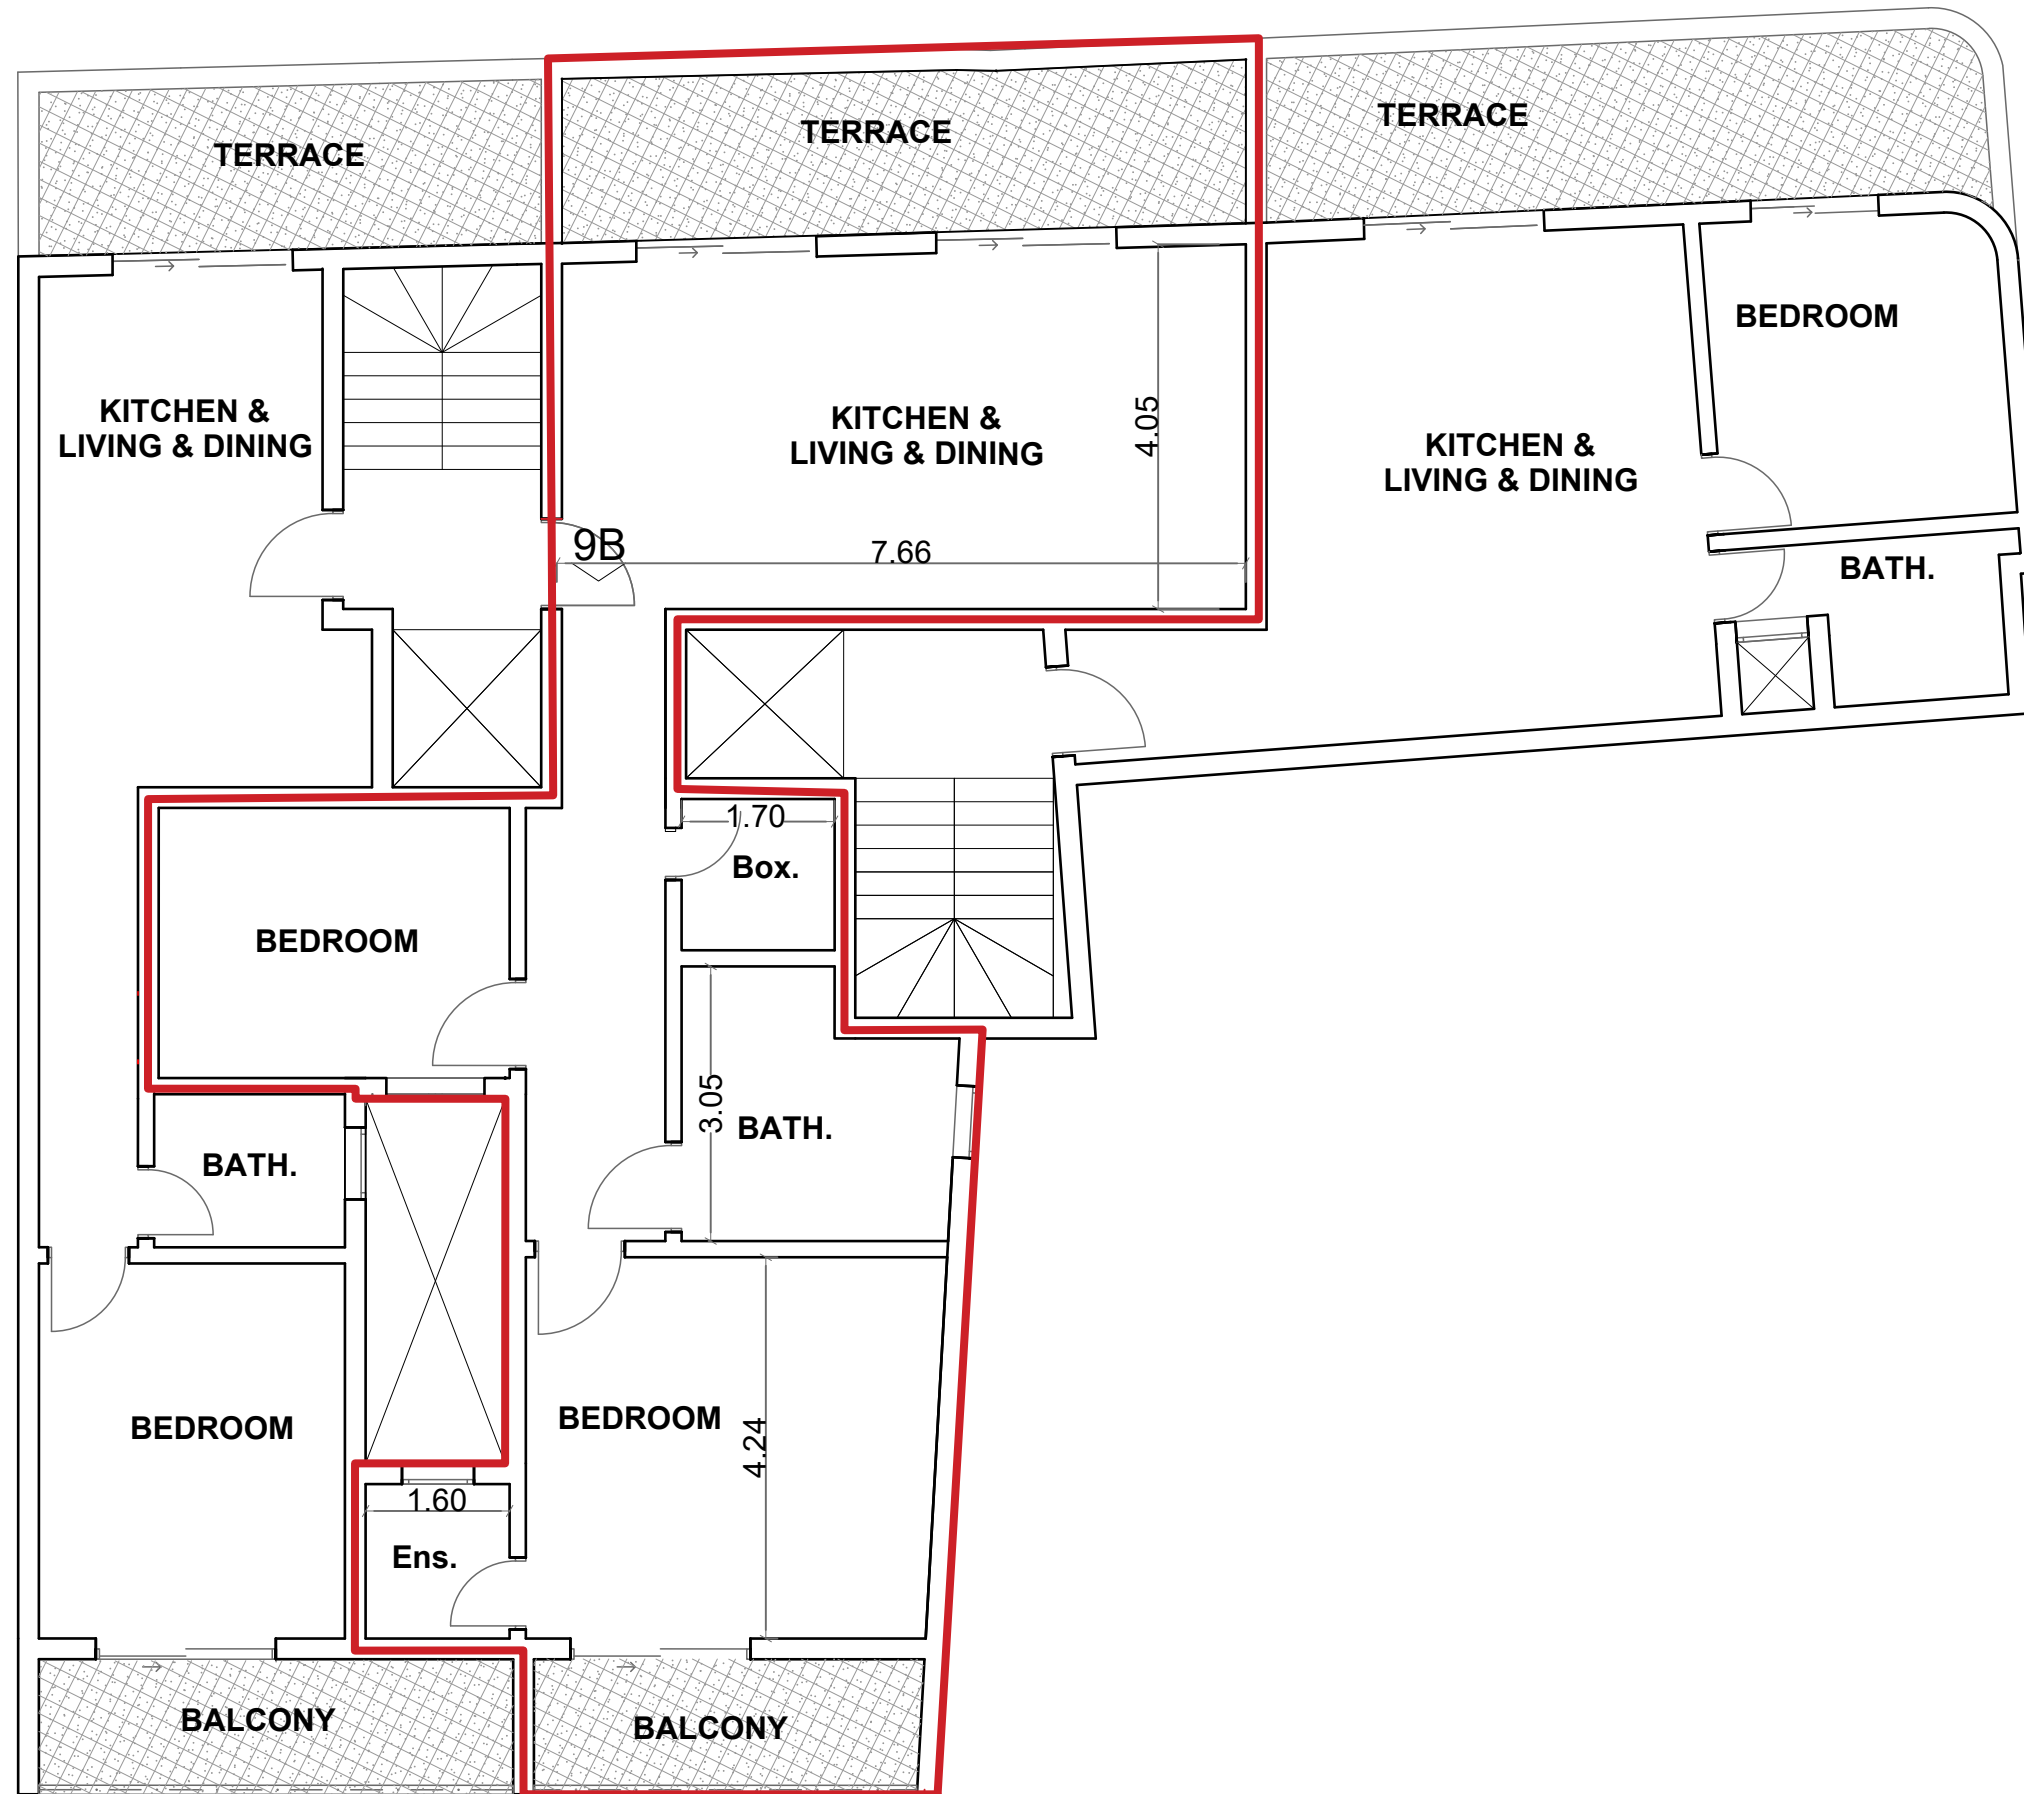 TERRACE
TERRACE
TERRACE
BEDROOM
KITCHEN &
LIVING & DINING
KITCHEN &
LIVING & DINING
4.05
KITCHEN &
LIVING & DINING
9B
7.66
BATH.
1.70
Box.
BEDROOM
3.05
BATH.
BATH.
BEDROOM
BEDROOM
4.24
1.60
Ens.
BALCONY
BALCONY